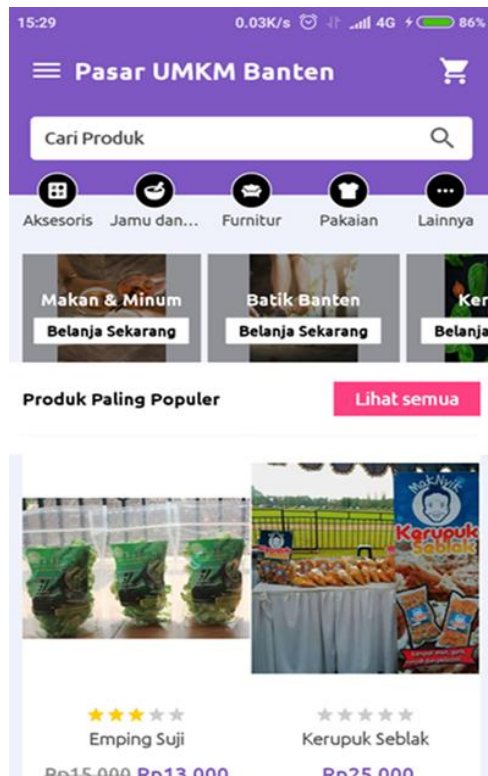 15:29 0.03K/s 4G 86%
Pasar UMKM Banten
Cari Produk
Aksesoris Jamu dan... Furnitur Pakaian Lainnya
Makan & Minum Batik Banten Ker
Belanja Sekarang Belanja Sekarang Belanja
Produk Paling Populer Lihat semua
MakNyik
Kerupuk
Seblak
Emping Suji Kerupuk Seblak
Rp15.000 Rp13.000 Rp25.000